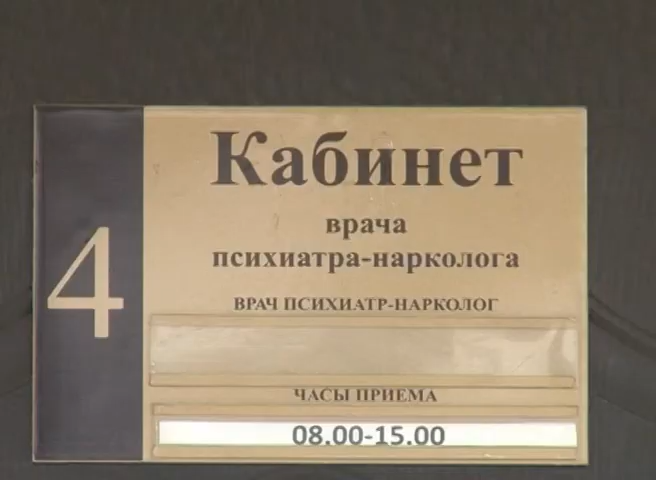 4
Кабинет
врача
психиатра-нарколога
ВРАЧ ПСИХИАТР-НАРКОЛОГ
ЧАСЫ ПРИЕМА
08.00-15.00